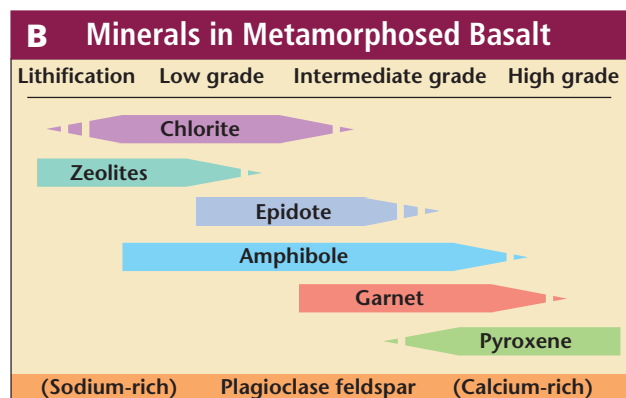 B Minerals in Metamorphosed Basalt
Lithification Low grade Intermediate grade High grade
Chlorite
Zeolites
Epidote
Amphibole
Garnet
Pyroxene
(Sodium-rich) Plagioclase feldspar (Calcium-rich)